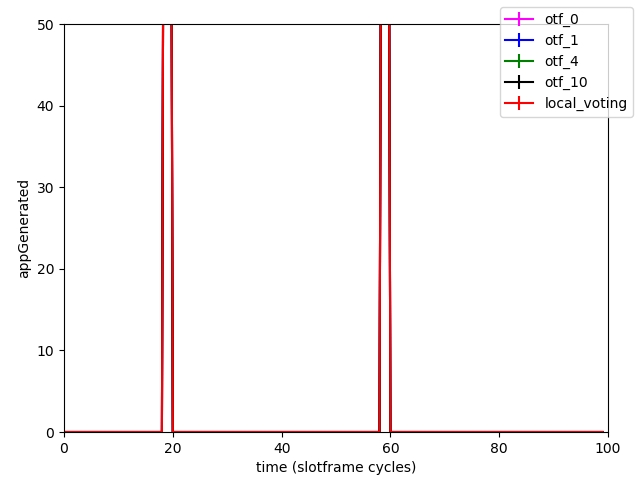 otf_0
otf_1
otf_4
otf_10
local_voting
50
40
30
20
10
0
appGenerated
0 20 40 60 80 100
time (slotframe cycles)